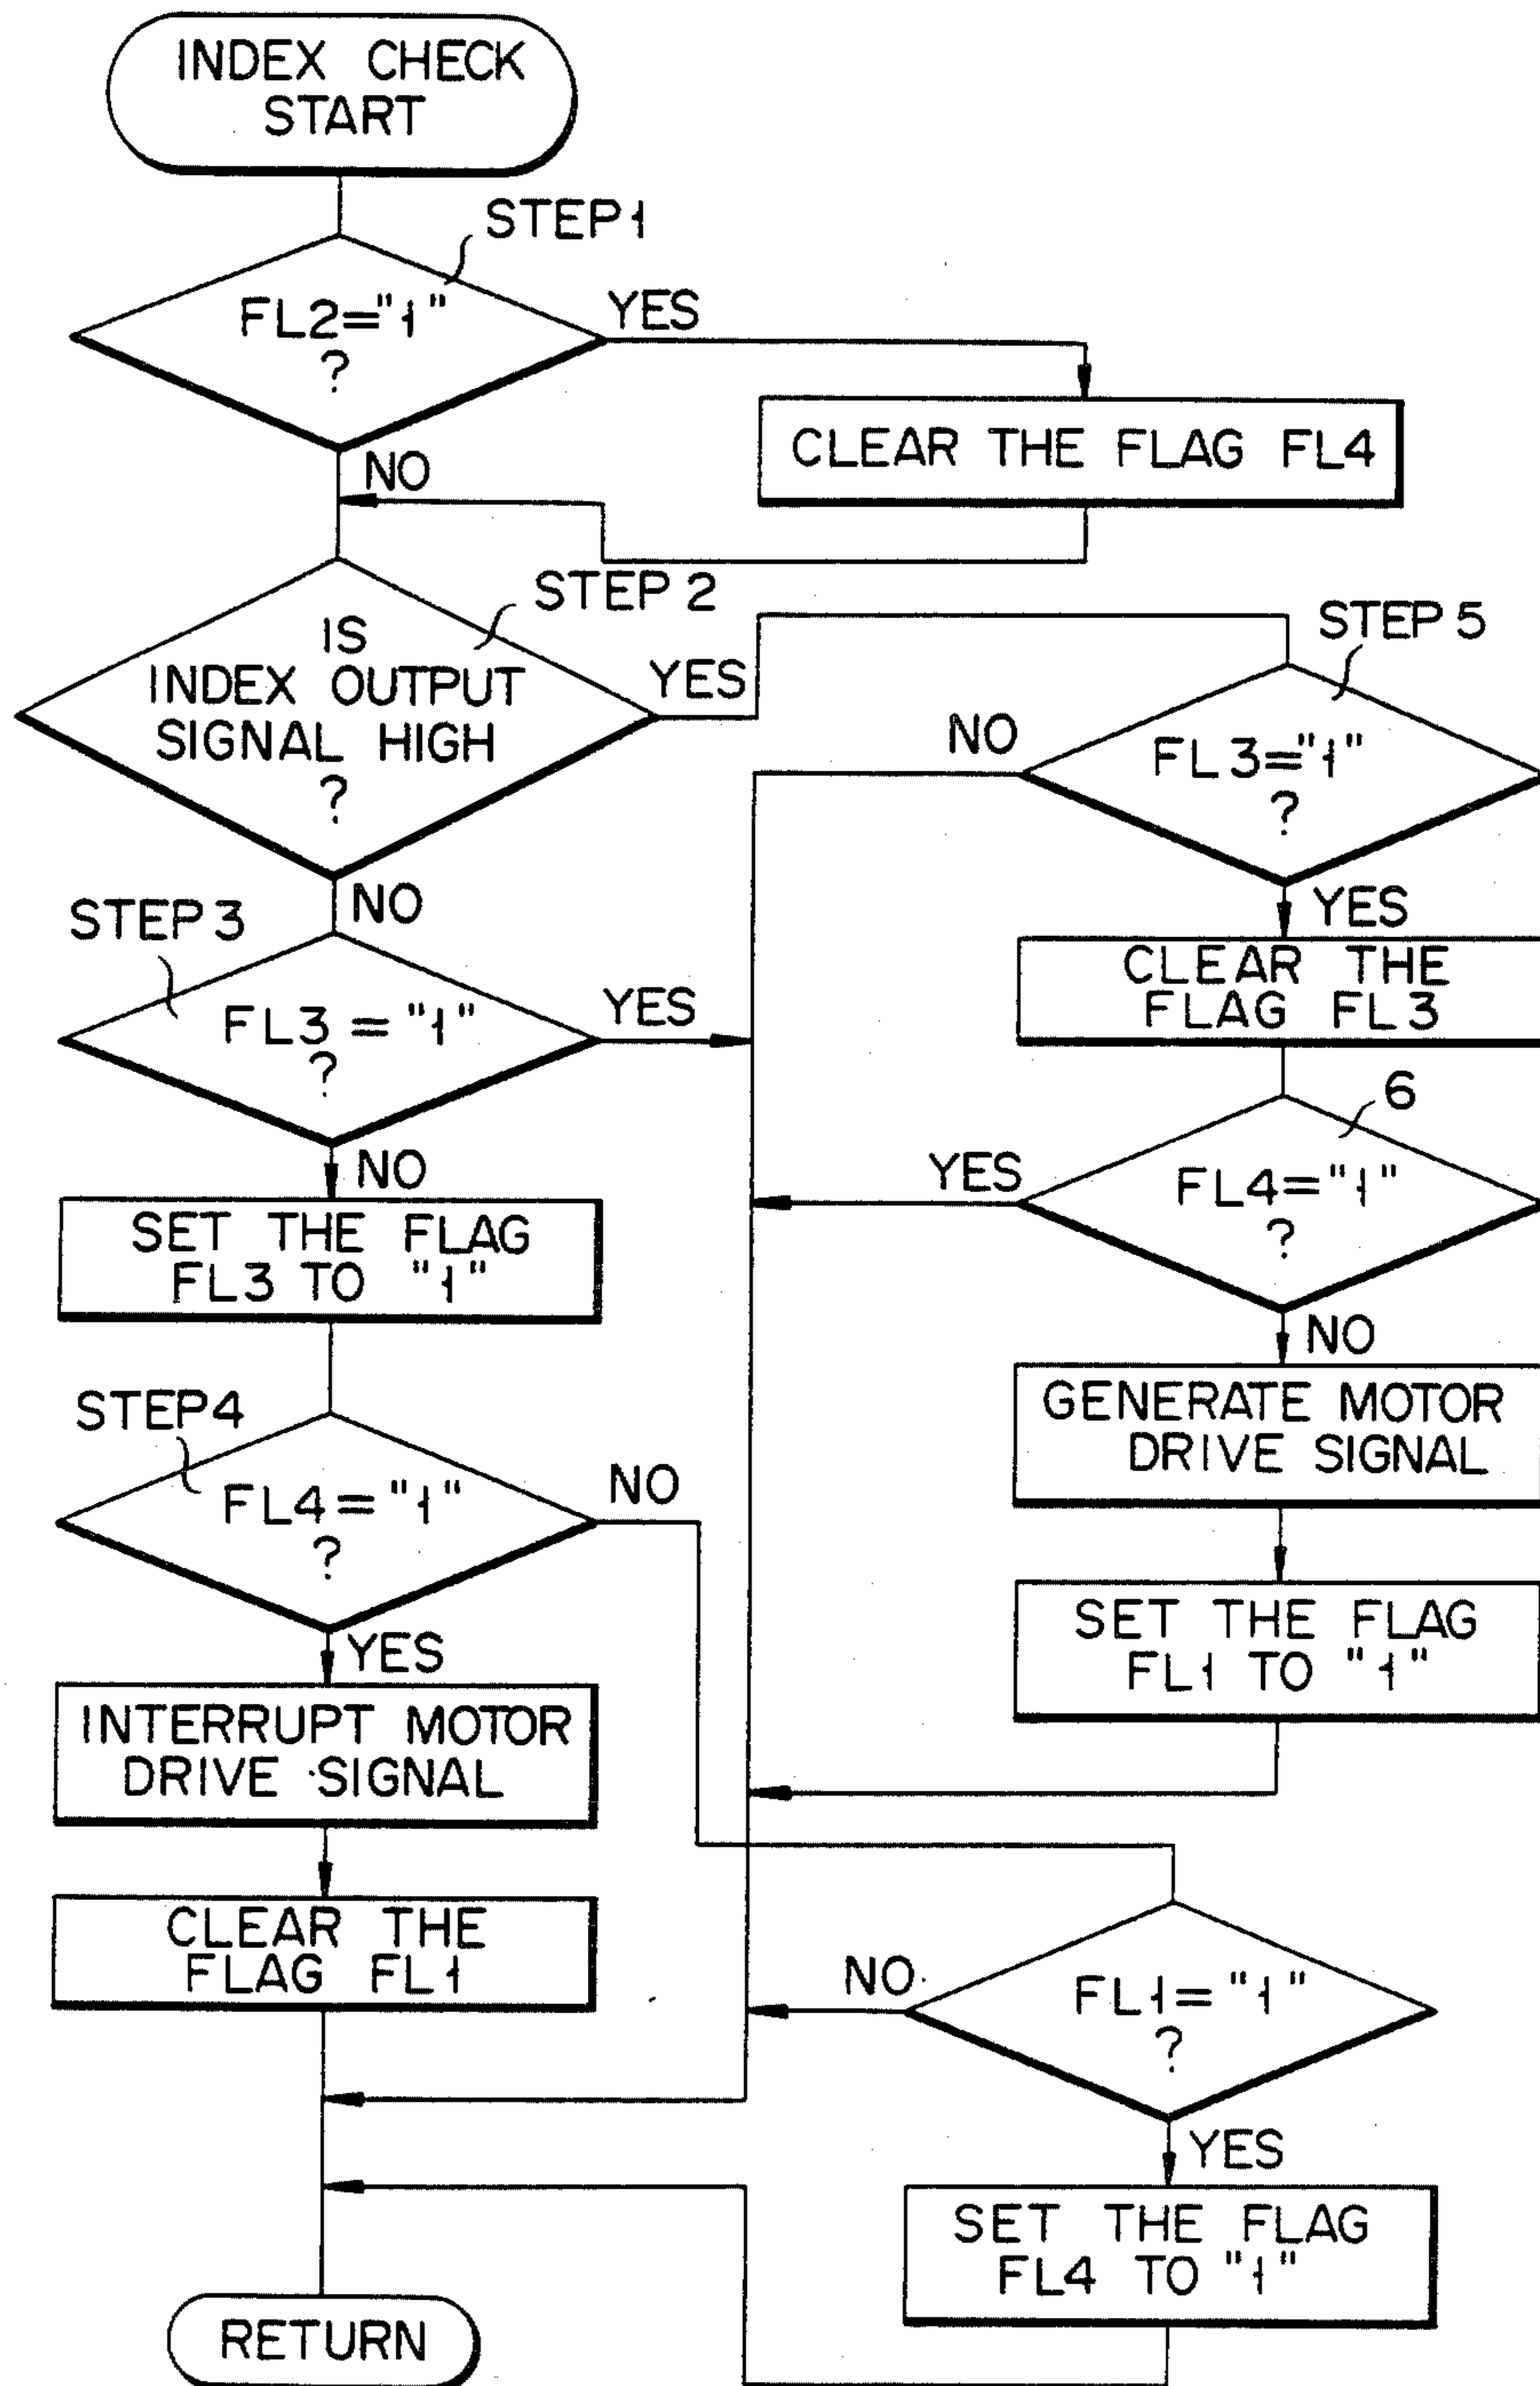 INDEX CHECK
START
STEP 1
FL2="1"
?
YES
CLEAR THE FLAG FL4
NO
STEP 2
IS
INDEX OUTPUT
SIGNAL HIGH
?
YES
STEP 5
NO
FL3="1"
?
YES
CLEAR THE
FLAG FL3
NO
STEP 3
FL3="1"
?
YES
6
YES
FL4="1"
?
NO
SET THE FLAG
FL3 TO "1"
NO
GENERATE MOTOR
DRIVE SIGNAL
STEP 4
FL4="1"
?
NO
SET THE FLAG
FL1 TO "1"
YES
INTERRUPT MOTOR
DRIVE SIGNAL
CLEAR THE
FLAG FL1
NO
FL1="1"
?
YES
SET THE FLAG
FL4 TO "1"
RETURN